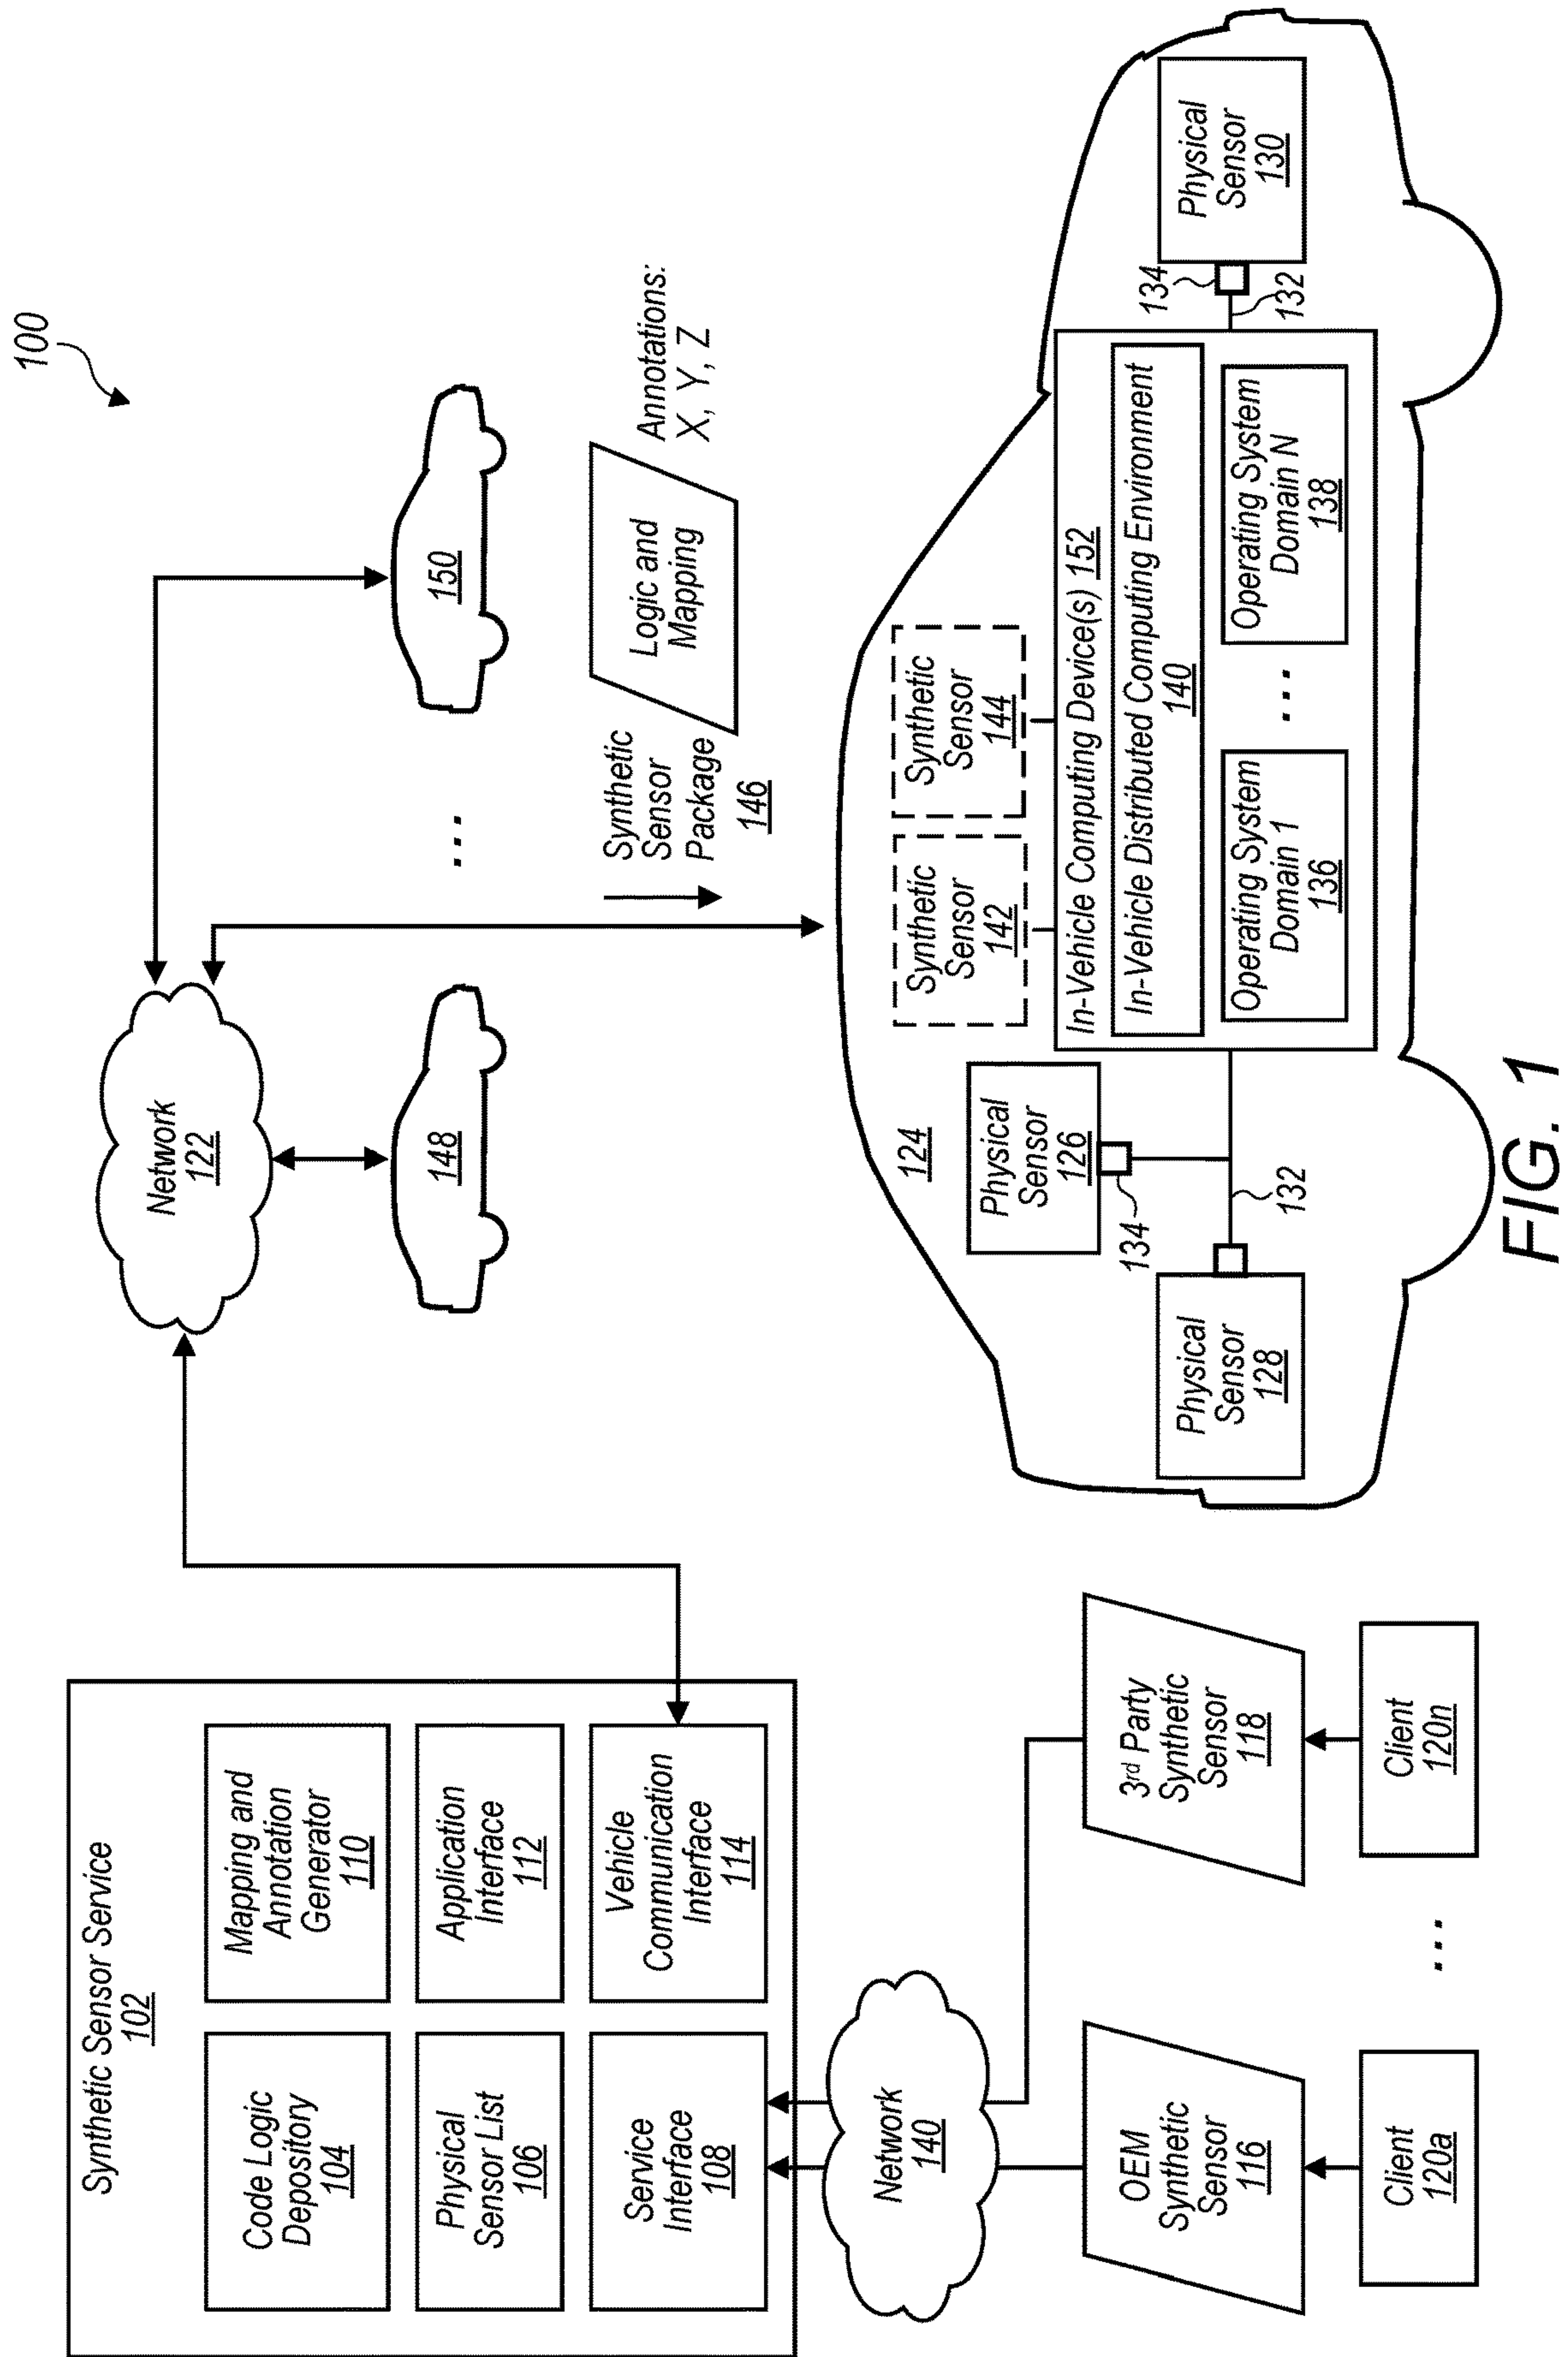 100
Synthetic Sensor Service
102
Code Logic
Depository
104
Mapping and
Annotation
Generator
110
Physical
Sensor List
106
Application
Interface
112
Service
Interface
108
Vehicle
Communication
Interface
114
Network
140
OEM
Synthetic
Sensor
116
3rd Party
Synthetic
Sensor
118
Client
120a
...
Client
120n
Network
122
148
...
150
Synthetic
Sensor
Package
146
Logic and
Mapping
Annotations:
X, Y, Z
124
Synthetic
Sensor
142
Synthetic
Sensor
144
Physical
Sensor
126
134
Physical
Sensor
128
132
In-Vehicle Computing Device(s) 152
In-Vehicle Distributed Computing Environment
140
Operating System
Domain 1
136
...
Operating System
Domain N
138
134
132
Physical
Sensor
130
FIG. 1